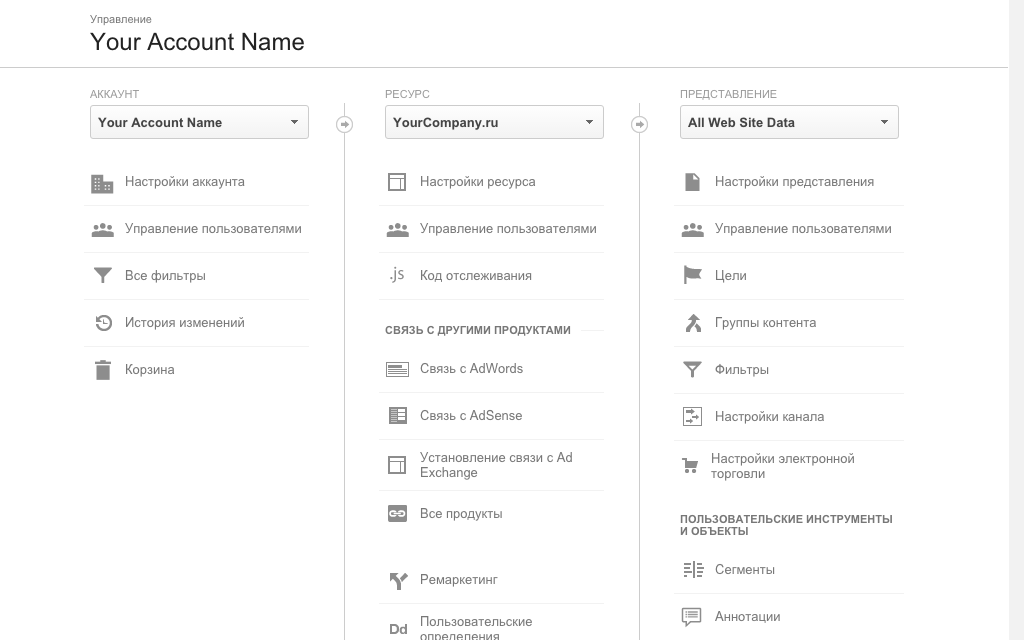 Управление
Your Account Name
АККАУНТ
Your Account Name
Настройки аккаунта
Управление пользователями
Все фильтры
История изменений
Корзина
РЕСУРС
YourCompany.ru
Настройки ресурса
Управление пользователями
.js Код отслеживания
СВЯЗЬ С ДРУГИМИ ПРОДУКТАМИ
Связь с AdWords
Связь с AdSense
Установление связи с Ad
Exchange
Все продукты
Ремаркетинг
Dd Пользовательские
определения
ПРЕДСТАВЛЕНИЕ
All Web Site Data
Настройки представления
Управление пользователями
Цели
Группы контента
Фильтры
Настройки канала
Настройки электронной
торговли
ПОЛЬЗОВАТЕЛЬСКИЕ ИНСТРУМЕНТЫ
И ОБЪЕКТЫ
Сегменты
Аннотации